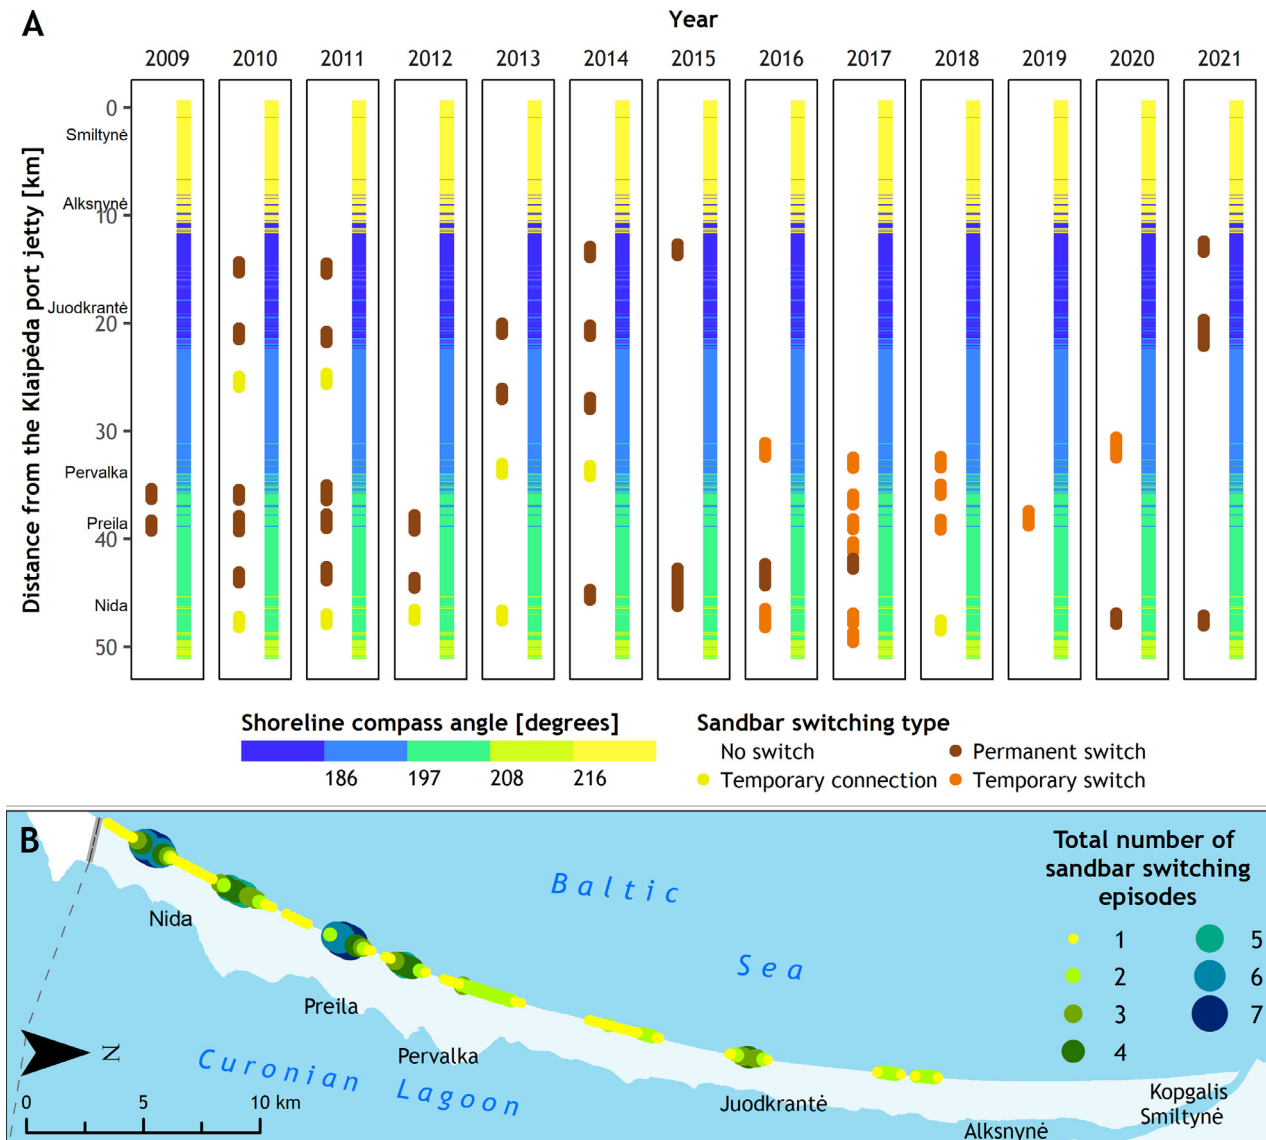 A
Year
2009 2010 2011 2012 2013 2014 2015 2016 2017 2018 2019 2020 2021
Distance from the Klaipėda port jetty [km]
0
Smiltynė
Alksnynė
10
Juodkrantė
20
30
Pervalka
Preila
40
Nida
50
Shoreline compass angle [degrees]
186 197 208 216
Sandbar switching type
No switch
Permanent switch
Temporary connection
Temporary switch
B
Total number of
sandbar switching
episodes
1 5
2 6
3 7
4
Baltic
Sea
Nida
Preila
Pervalka
Juodkrantė
Alksnynė
Kopgalis
Smiltynė
Curonian Lagoon
N
0 5 10 km